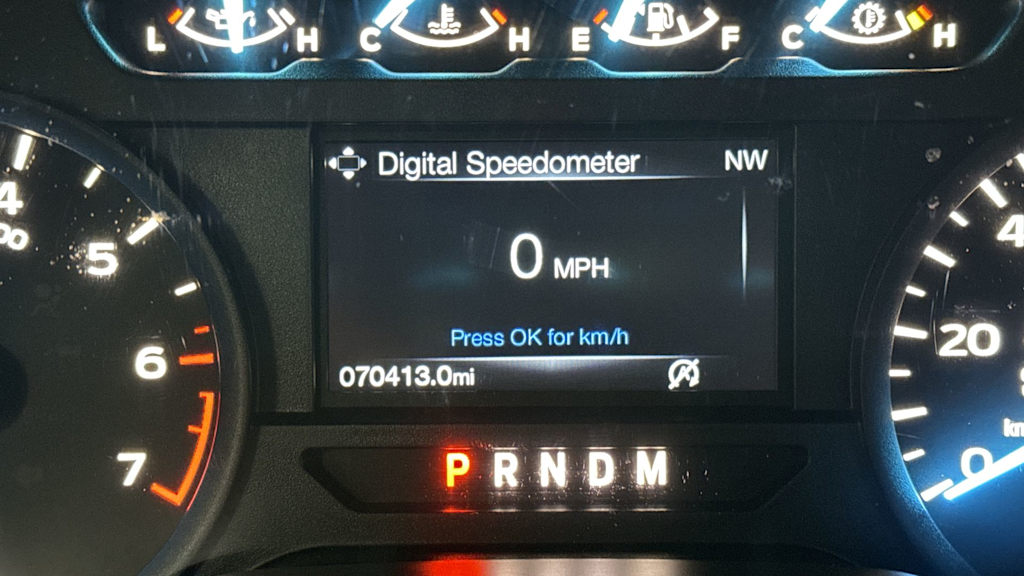 L H C H E F C H
Digital Speedometer NW
4
5
0 MPH
20
Press OK for km/h
6
070413.0mi
7
P R N D M
0